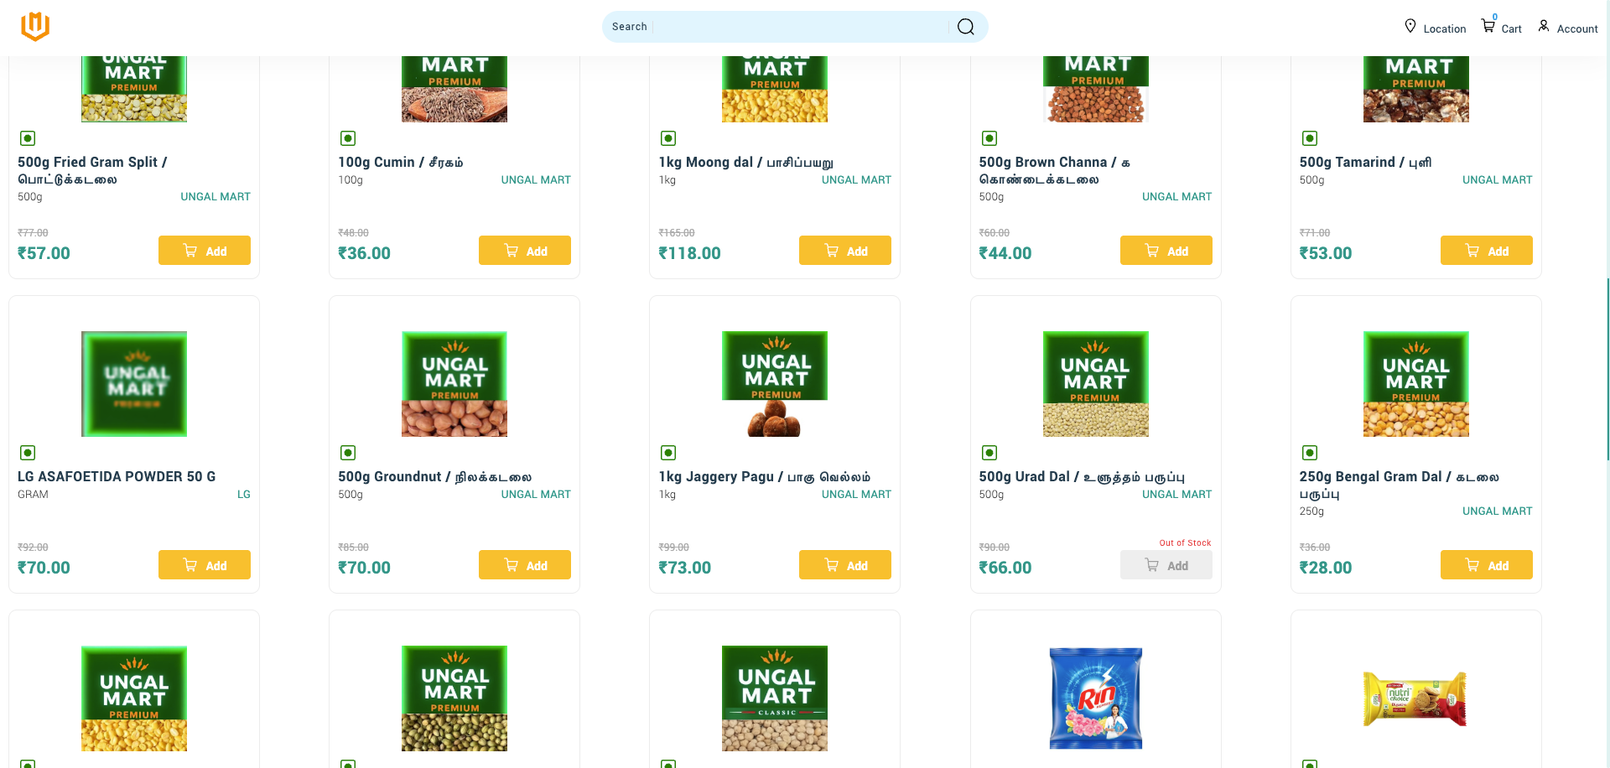 Search
Location
0
Cart
Account
UNGAL
MART
PREMIUM
MART
PREMIUM
UNGAL
MART
PREMIUM
MART
PREMIUM
MART
PREMIUM
500g Fried Gram Split /
பொட்டுக்கடலை
500g
UNGAL MART
₹77.00
₹57.00
Add
100g Cumin / சீரகம்
100g
UNGAL MART
₹48.00
₹36.00
Add
1kg Moong dal / பாசிப்பயறு
1kg
UNGAL MART
₹165.00
₹118.00
Add
500g Brown Channa / க
கொண்டைக்கடலை
500g
UNGAL MART
₹60.00
₹44.00
Add
500g Tamarind / புளி
500g
UNGAL MART
₹71.00
₹53.00
Add
UNGAL
MART
PREMIUM
LG ASAFOETIDA POWDER 50 G
GRAM
LG
₹92.00
₹70.00
Add
UNGAL
MART
PREMIUM
500g Groundnut / நிலக்கடலை
500g
UNGAL MART
₹85.00
₹70.00
Add
UNGAL
MART
PREMIUM
1kg Jaggery Pagu / பாகு வெல்லம்
1kg
UNGAL MART
₹99.00
₹73.00
Add
UNGAL
MART
PREMIUM
500g Urad Dal / உளுத்தம் பருப்பு
500g
UNGAL MART
₹90.00
₹66.00
Out of Stock
Add
UNGAL
MART
PREMIUM
250g Bengal Gram Dal / கடலை
பருப்பு
250g
UNGAL MART
₹36.00
₹28.00
Add
UNGAL
MART
PREMIUM
UNGAL
MART
PREMIUM
UNGAL
MART
CLASSIC
Rin
nutri
choice